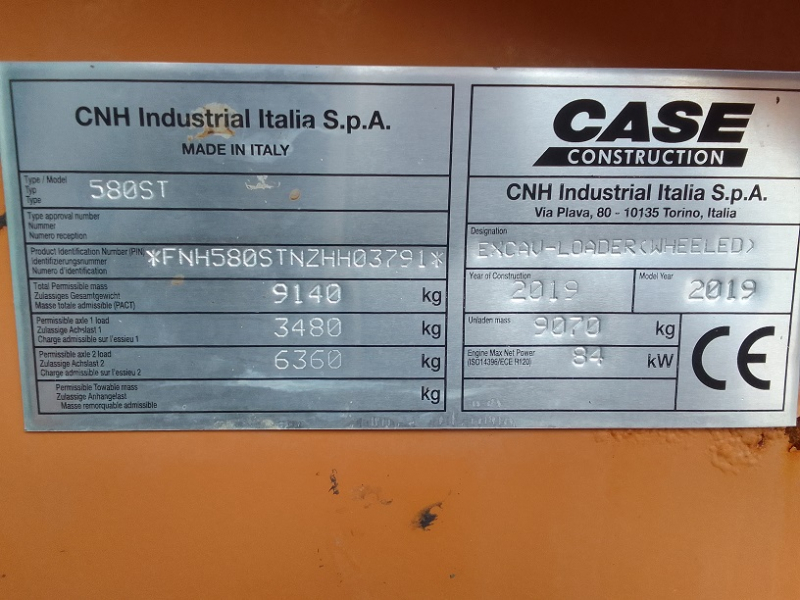 CNH Industrial Italia S.p.A.
MADE IN ITALY
Type / Model
Typ
Type
580ST
Type approval number
Nummer
Numero reception
Product Identification Number (PIN)
Identifizierungsnummer
Numero d'identification
*FNH580STNZHH03791*
Total Permissible mass
Zulassiges Gesamtgewicht
Masse totale admissible (PACT)
9140 kg
Permissible axle 1 load
Zulassige Achslast 1
Charge admissible sur l'essieu 1
3480 kg
Permissible axle 2 load
Zulassige Achslast 2
Charge admissible sur l'essieu 2
6360 kg
Permissible Towable mass
Zulassige Anhangelast
Masse remorquable admissible
kg
CASE
CONSTRUCTION
CNH Industrial Italia S.p.A.
Via Plava, 80 - 10135 Torino, Italia
Designation
EXCAV-LOADER(WHEELED)
Year of Construction
2019
Model Year
2019
Unladen mass
9070 kg
Engine Max Net Power
(ISO14396/ECE R120)
84 kW
CE